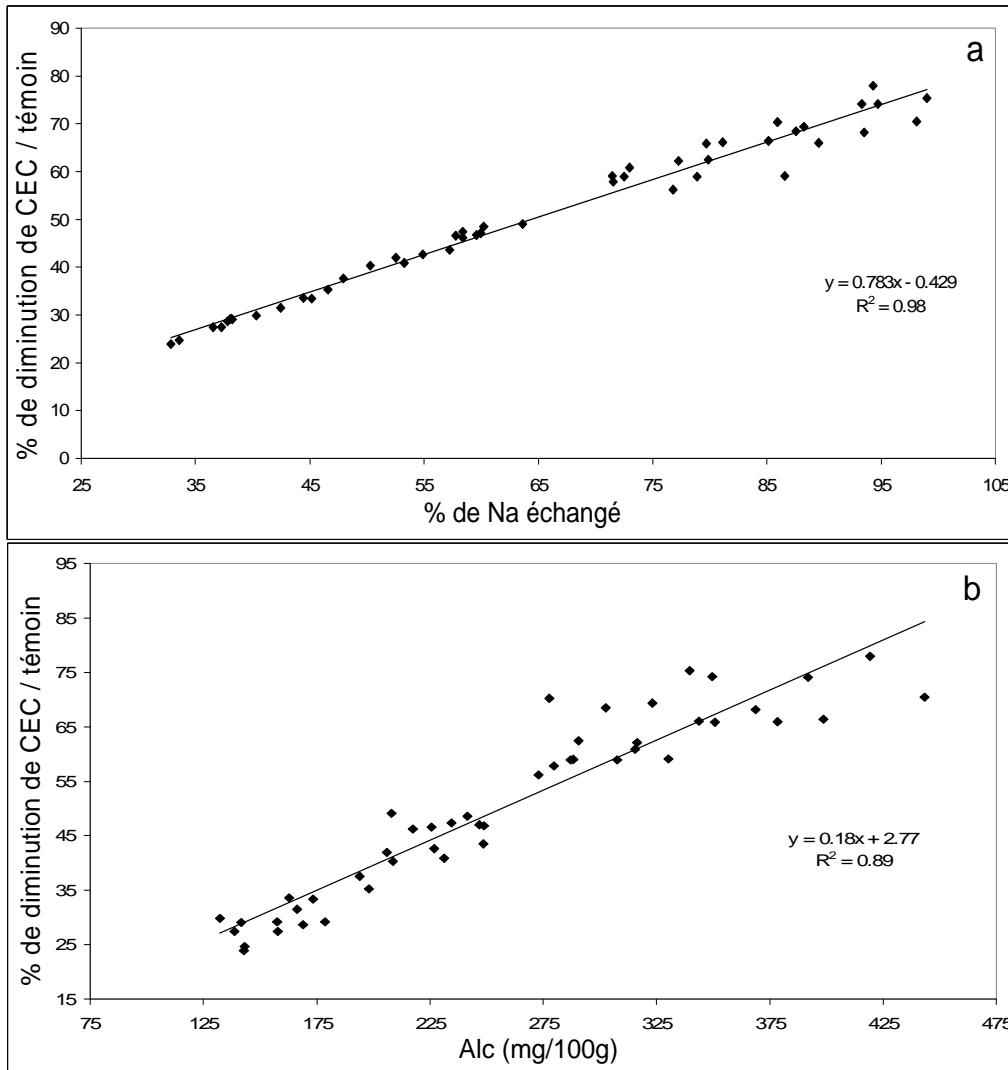 a
90
80
70
60
50
40
30
20
10
0
% de diminution de CEC / témoin
y = 0.783x - 0.429
R² = 0.98
25 35 45 55 65 75 85 95 105
% de Na échangé
b
95
85
75
65
55
45
35
25
15
% de diminution de CEC / témoin
y = 0.18x + 2.77
R² = 0.89
75 125 175 225 275 325 375 425 475
Alc (mg/100g)